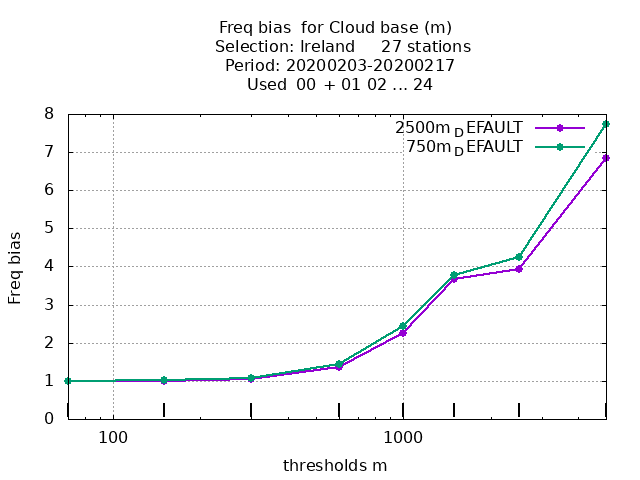 Freq bias  for Cloud base (m)
Selection: Ireland     27 stations
Period: 20200203-20200217
Used  00 + 01 02 ... 24
2500m_DEFAULT
750m_DEFAULT
8
7
6
5
4
3
2
1
0
Freq bias
100
1000
thresholds m